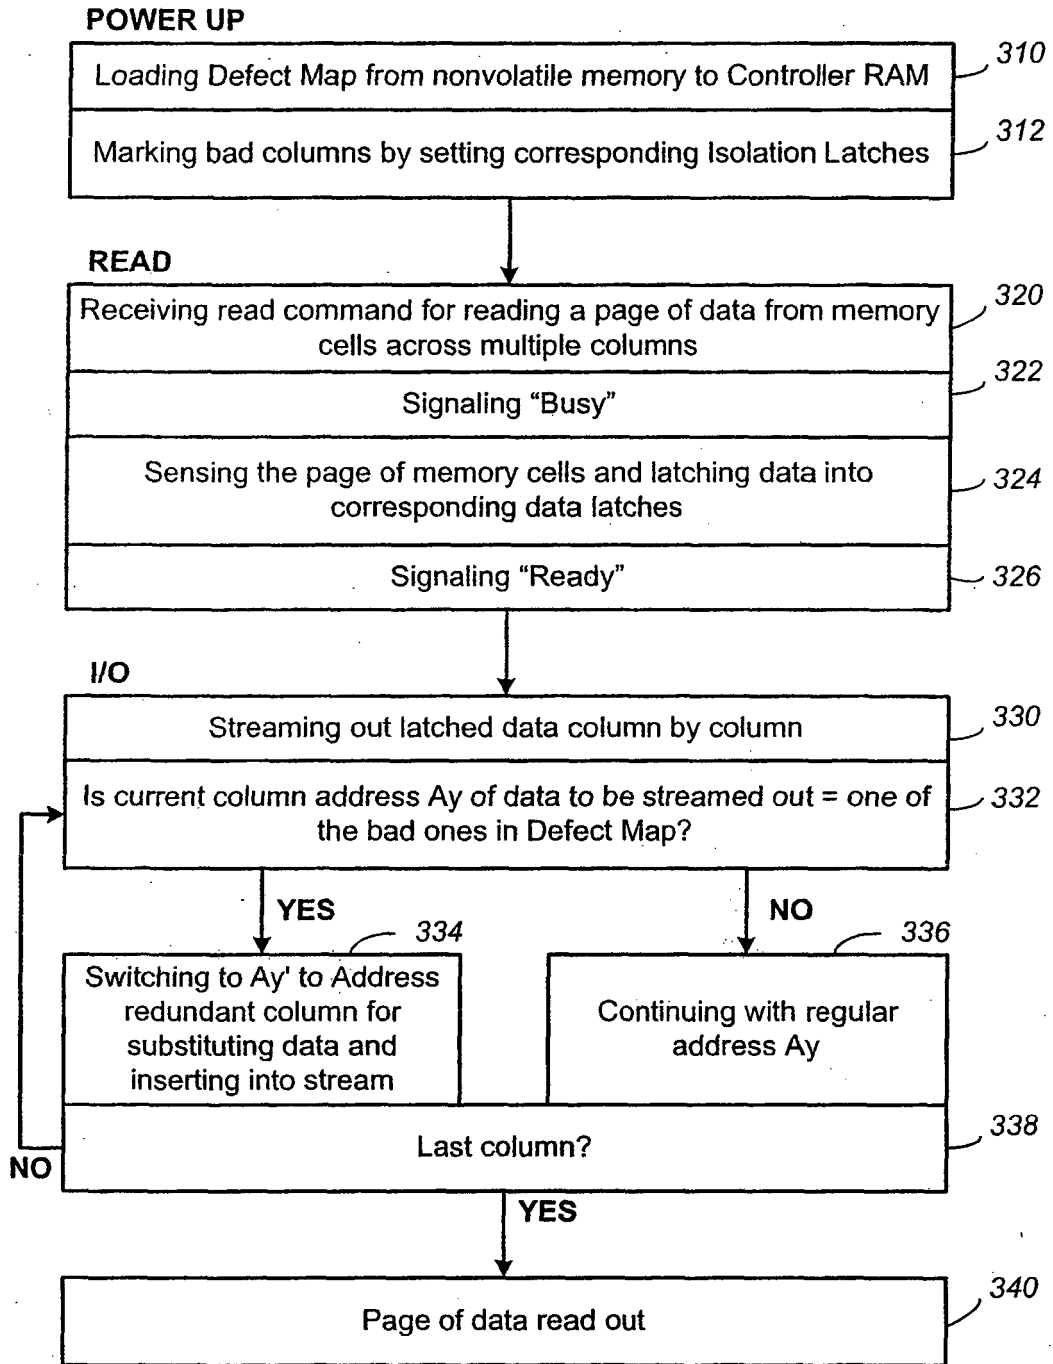 POWER UP
Loading Defect Map from nonvolatile memory to Controller RAM
310
Marking bad columns by setting corresponding Isolation Latches
312
READ
Receiving read command for reading a page of data from memory
cells across multiple columns
320
Signaling “Busy”
322
Sensing the page of memory cells and latching data into
corresponding data latches
324
Signaling “Ready”
326
I/O
Streaming out latched data column by column
330
Is current column address Ay of data to be streamed out = one of
the bad ones in Defect Map?
332
YES
NO
334
336
Switching to Ay' to Address
redundant column for
substituting data and
inserting into stream
Continuing with regular
address Ay
Last column?
338
NO
YES
Page of data read out
340